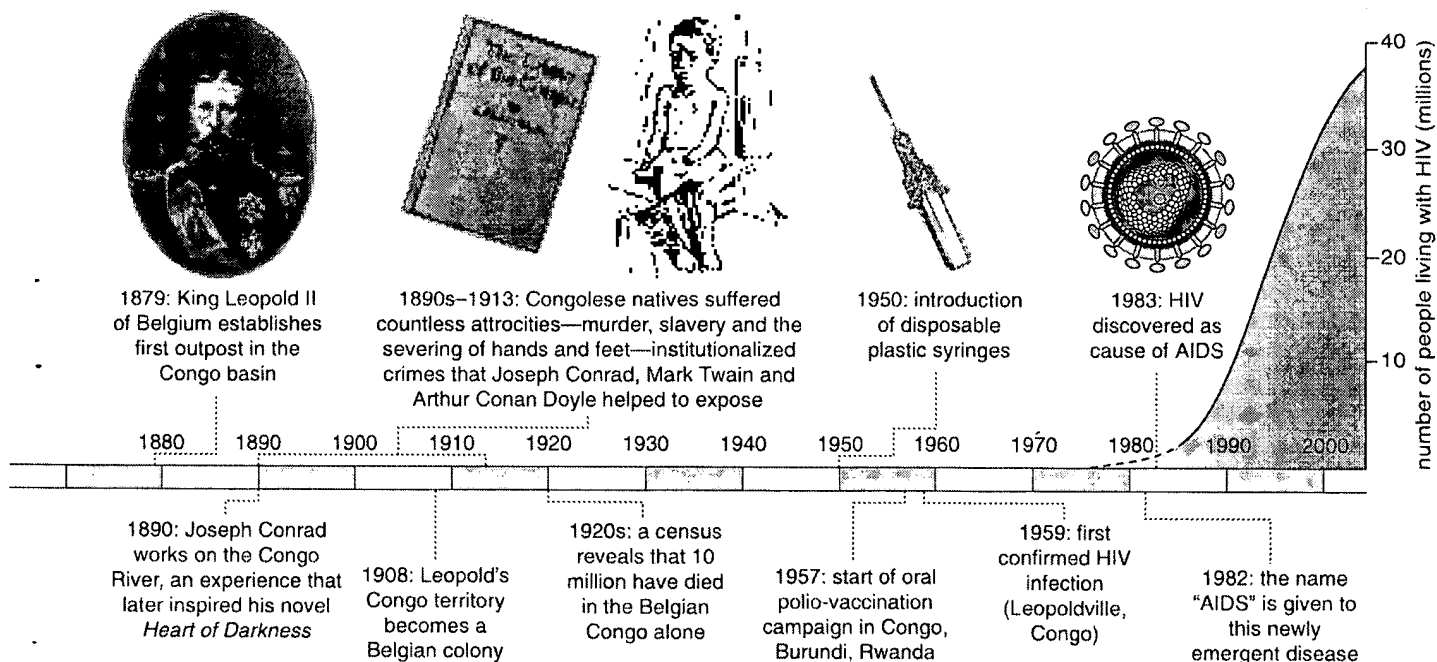 40
30
20
10
number of people living with HIV (millions)
1879: King Leopold II
of Belgium establishes
first outpost in the
Congo basin
1890s–1913: Congolese natives suffered
countless attrocities—murder, slavery and the
severing of hands and feet—institutionalized
crimes that Joseph Conrad, Mark Twain and
Arthur Conan Doyle helped to expose
1950: introduction
of disposable
plastic syringes
1983: HIV
discovered as
cause of AIDS
1880 1890 1900 1910 1920 1930 1940 1950 1960 1970 1980 1990 2000
1890: Joseph Conrad
works on the Congo
River, an experience that
later inspired his novel
Heart of Darkness
1908: Leopold's
Congo territory
becomes a
Belgian colony
1920s: a census
reveals that 10
million have died
in the Belgian
Congo alone
1957: start of oral
polio-vaccination
campaign in Congo,
Burundi, Rwanda
1959: first
confirmed HIV
infection
(Leopoldville,
Congo)
1982: the name
"AIDS" is given to
this newly
emergent disease